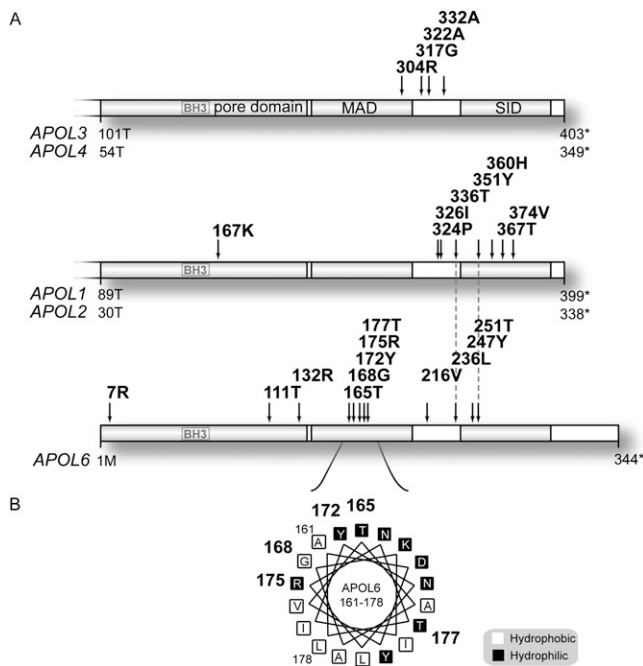 A
332A
322A
317G
304R
BH3 pore domain MAD SID
APOL3 101T 403*
APOL4 54T 349*
360H
351Y
336T
326I 374V
167K 324P 367T
BH3
APOL1 89T 399*
APOL2 30T 338*
177T 251T
175R 247Y
172Y 236L
132R 168G 216V
7R 111T 165T
BH3
APOL6 1M 344*
B
172 165
161 A Y T N
168 G K
D
175 R N
V APOL6 A
161-178
I T 177
178 L A L Y I
Hydrophobic
Hydrophilic